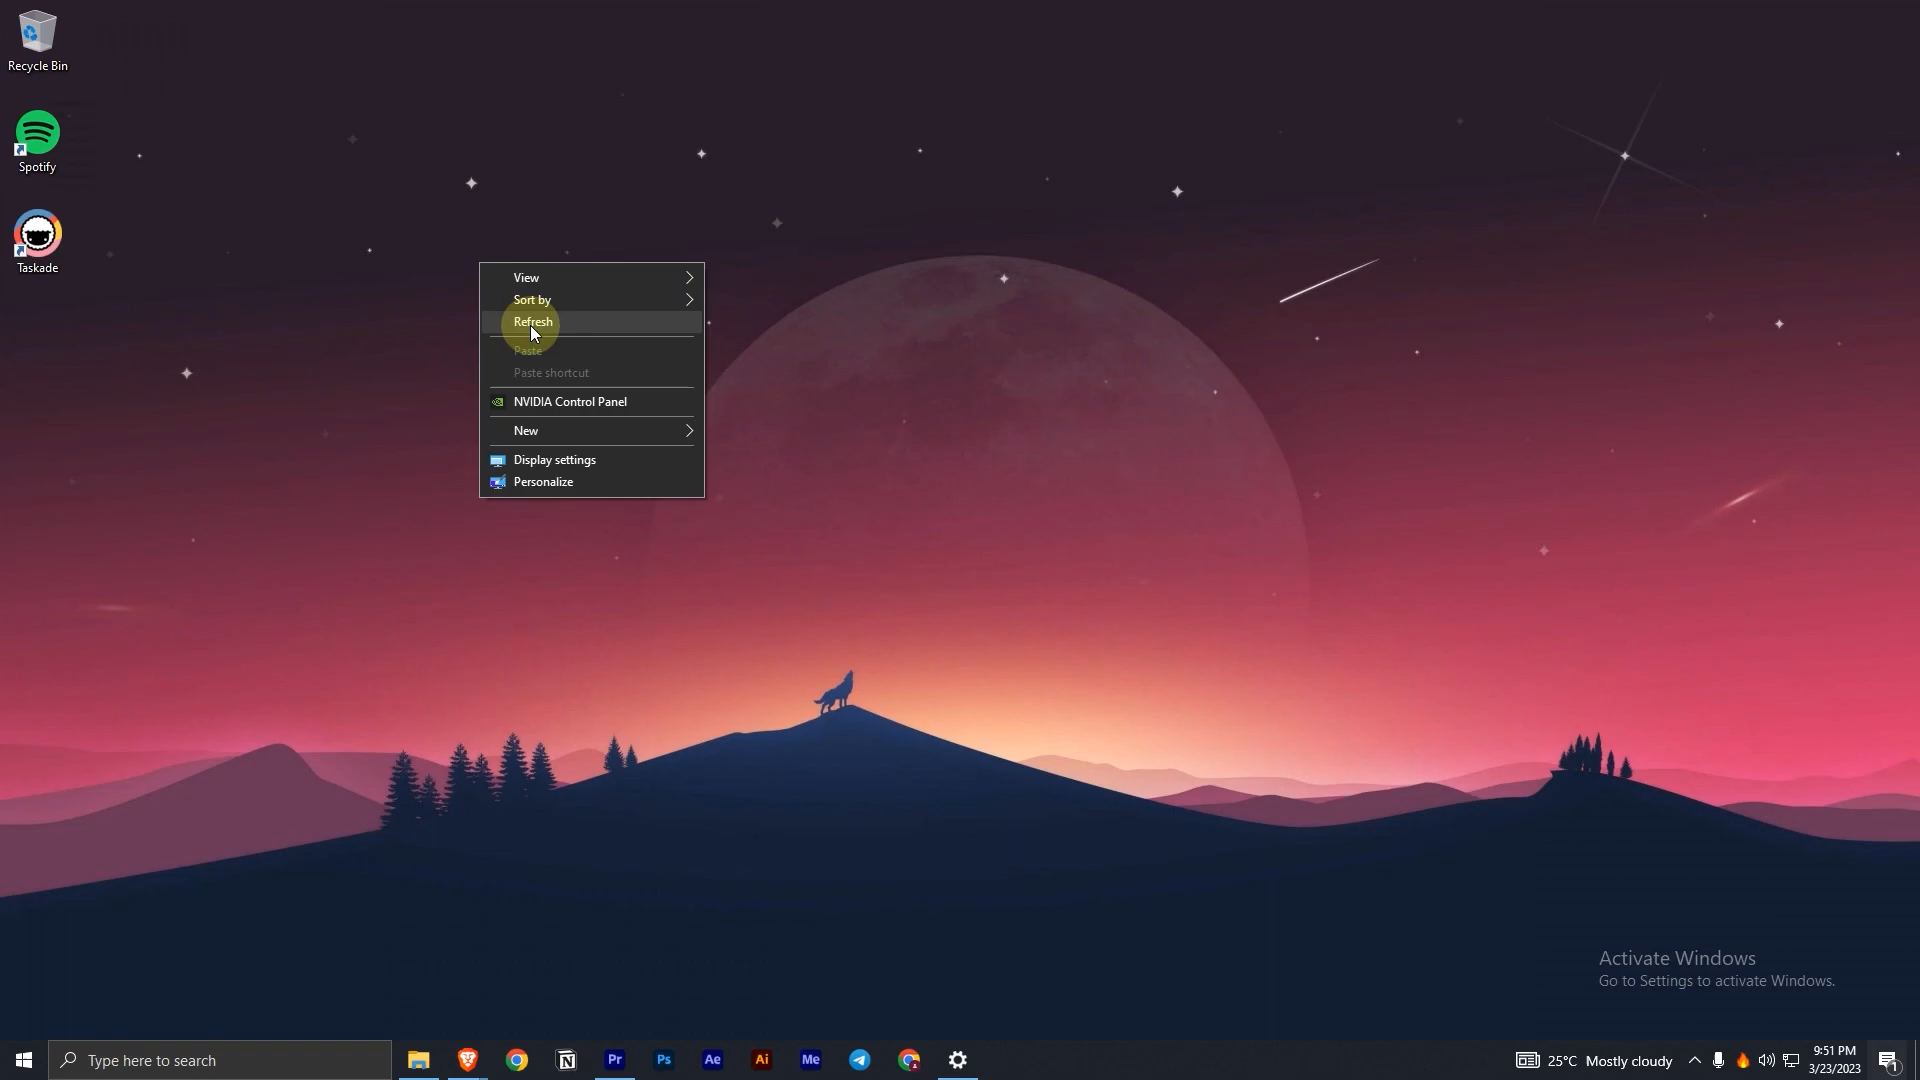 Recycle Bin
Spotify
Taskade
View
Sort by
Refresh
Paste
Paste shortcut
NVIDIA Control Panel
New
Display settings
Personalize
Activate Windows
Go to Settings to activate Windows.
Type here to search
Pr
Ps
Ae
Ai
Me
25°C Mostly cloudy
9:51 PM
3/23/2023
1